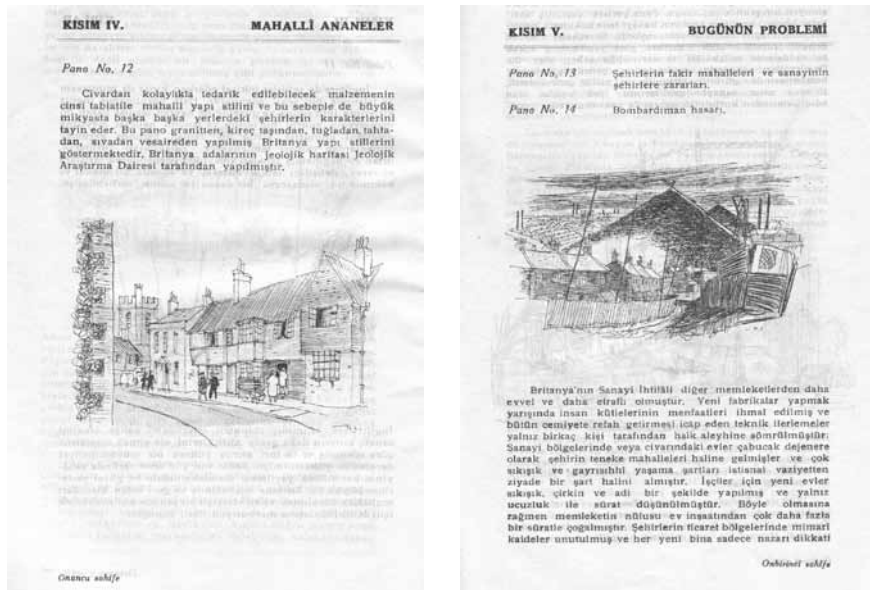 KISIM IV. MAHALLÎ ANANELER
Pano No. 12
Civardan kolaylıkla tedarik edilebilecek malzemenin
cinsi tabiatile mahalli yapı stilini ve bu sebeple de büyük
mikyasta başka başka yerlerdeki şehirlerin karakterlerini
tayin eder. Bu pano granitten, kireç taşından, tuğladan, tahta-
dan, sıvadan vesaireden yapılmış Britanya yapı stillerini
göstermektedir. Britanya adalarının jeolojik haritası Jeolojik
Araştırma Dairesi tarafından yapılmıştır.
Onuncu sahife
KISIM V. BUGÜNÜN PROBLEMİ
Pano No. 13 Şehirlerin fakir mahalleleri ve sanayinin
şehirlere zararları.
Pano No. 14 Bombardıman hasarı.
Britanya'nın Sanayi İhtilâli diğer memleketlerden daha
evvel ve daha etraflı olmuştur. Yeni fabrikalar yapmak
yarışında insan kütlelerinin menfaatleri ihmal edilmiş ve
bütün cemiyete refah getirmesi icap eden teknik ilerlemeler
yalnız birkaç kişi tarafından halk aleyhine sömrülmüştür.
Sanayi bölgelerinde veya civarındaki evler çabucak dejenere
olarak şehirin teneke mahalleleri haline gelmişler ve çok
sıkışık ve gayrısıhhî yaşama şartları istisnaî vaziyetten
ziyade bir şart halini almıştır. İşçiler için yeni evler
sıkışık, çirkin ve adi bir şekilde yapılmış ve yalnız
ucuzluk ile sürat düşünülmüştür. Böyle olmasına
rağmen memleketin nüfusu ev inşaatından çok daha fazla
bir süratle çoğalmıştır. Şehirlerin ticaret bölgelerinde mimarî
kaideler unutulmuş ve her yeni bina sadece nazarı dikkati
Onbirinci sahife